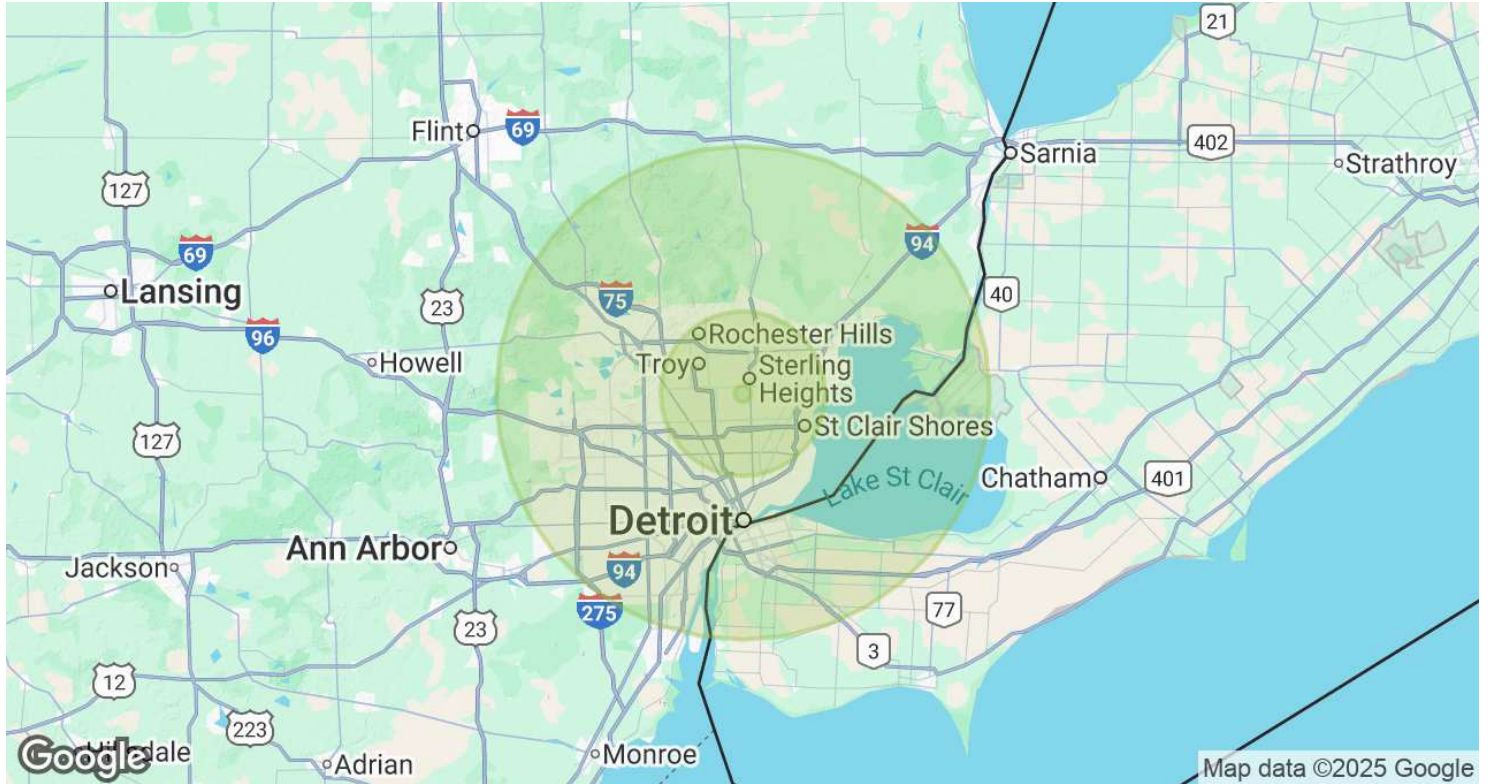 21
Flint
69
402
Sarnia
Strathroy
127
94
69
Lansing
75
40
23
96
Rochester Hills
Howell
Troy
Sterling
Heights
St Clair Shores
127
Chatham
401
Lake St Clair
Detroit
Ann Arbor
Jackson
94
275
77
23
3
12
223
Google
Adrian
Monroe
Map data ©2025 Google